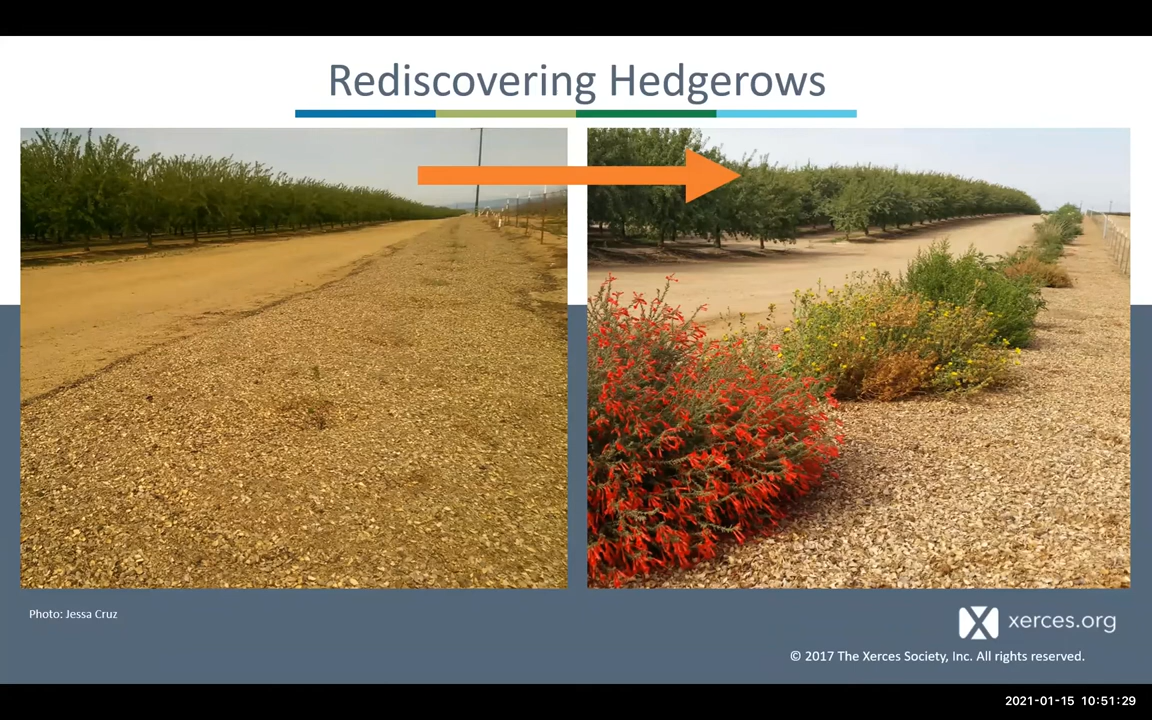 Rediscovering Hedgerows
Photo: Jessa Cruz
xerces.org
© 2017 The Xerces Society, Inc. All rights reserved.
2021-01-15 10:51:29